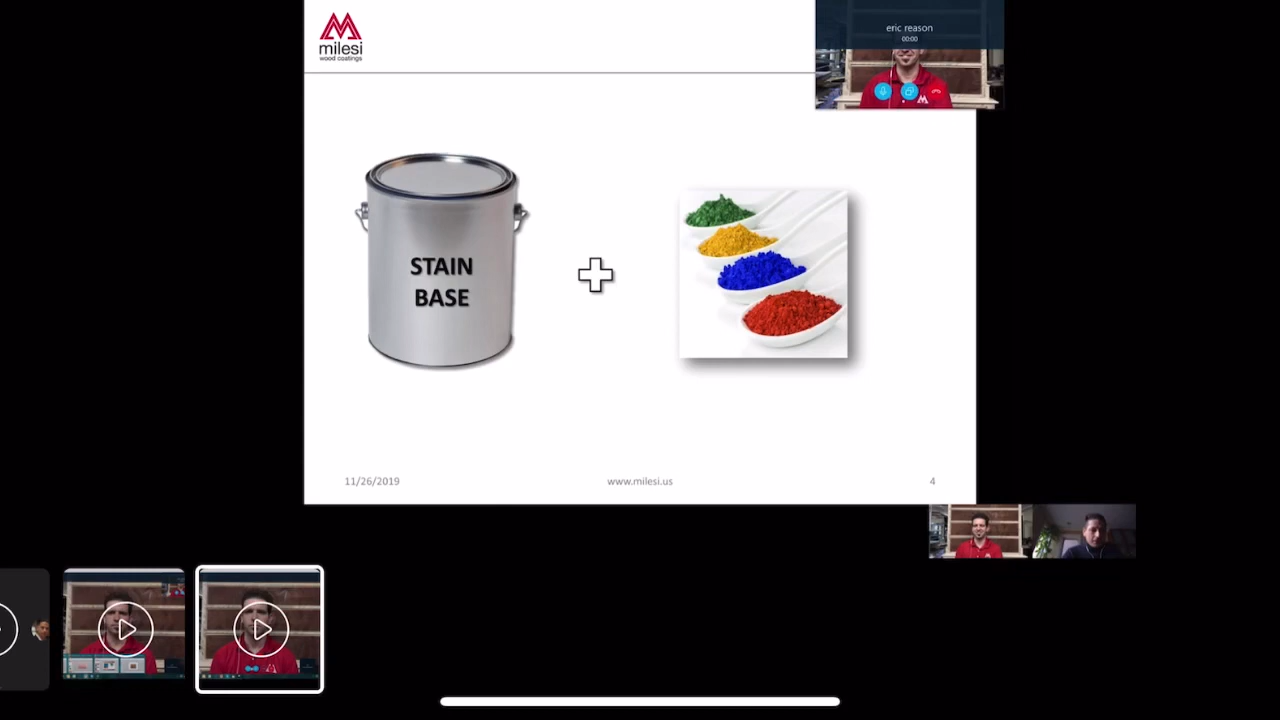 milesi
wood coatings
eric reason
00:00
STAIN
BASE
11/26/2019
www.milesi.us
4